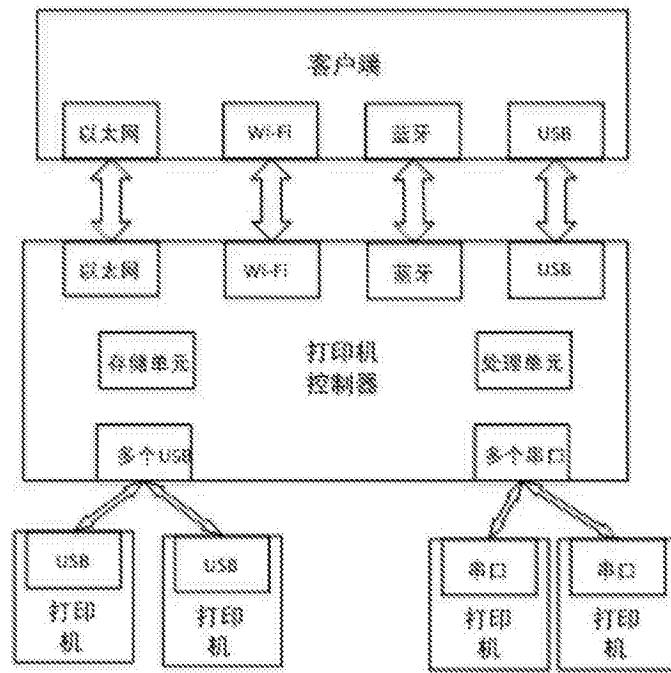 客户端
以太网
Wi-Fi
蓝牙
USB
以太网
Wi-Fi
蓝牙
USB
存储单元
打印机
控制器
处理单元
多个USB
多个串口
USB
打印
机
USB
打印
机
串口
打印
机
串口
打印
机